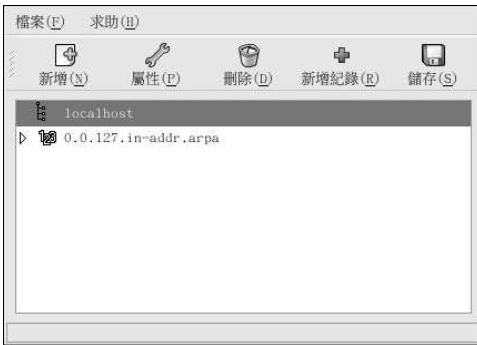 檔案(F) 求助(H)
新增(N) 屬性(P) 刪除(D) 新增紀錄(R) 儲存(S)
localhost
0.0.127.in-addr.arpa